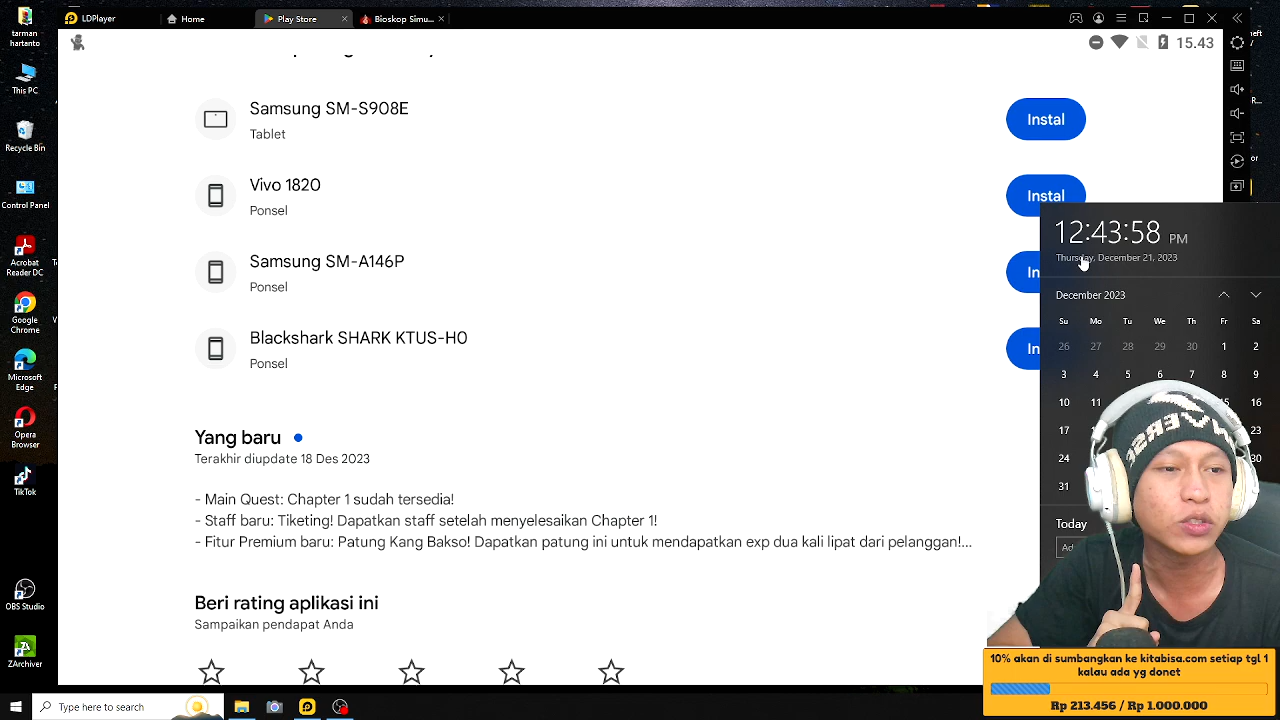 tarman hartanto
LDPlayer
Home
Play Store
Bioskop Simu...
15.43
This PC
Recycle Bin
Control Panel
Acrobat Reader DC
Google Chrome
Microsoft Edge
Opera Browser
TikTok
OBS Studio
ZArchiver
Samsung SM-S908E
Tablet
Instal
Vivo 1820
Ponsel
Instal
Samsung SM-A146P
Ponsel
In
Blackshark SHARK KTUS-H0
Ponsel
In
Yang baru
Terakhir diupdate 18 Des 2023
- Main Quest: Chapter 1 sudah tersedia!
- Staff baru: Tiketing! Dapatkan staff setelah menyelesaikan Chapter 1!
- Fitur Premium baru: Patung Kang Bakso! Dapatkan patung ini untuk mendapatkan exp dua kali lipat dari pelanggan!...
Beri rating aplikasi ini
Sampaikan pendapat Anda
12:43:58 PM
Thursday, December 21, 2023
December 2023
Su Mo Tu We Th Fr Sa
26 27 28 29 30 1 2
3 4 5 6 7 8 9
10 11 16
17 23
24 30
31
Today
Ad
10% akan di sumbangkan ke kitabisa.com setiap tgl 1
kalau ada yg donet
Rp 213.456 / Rp 1.000.000
Type here to search